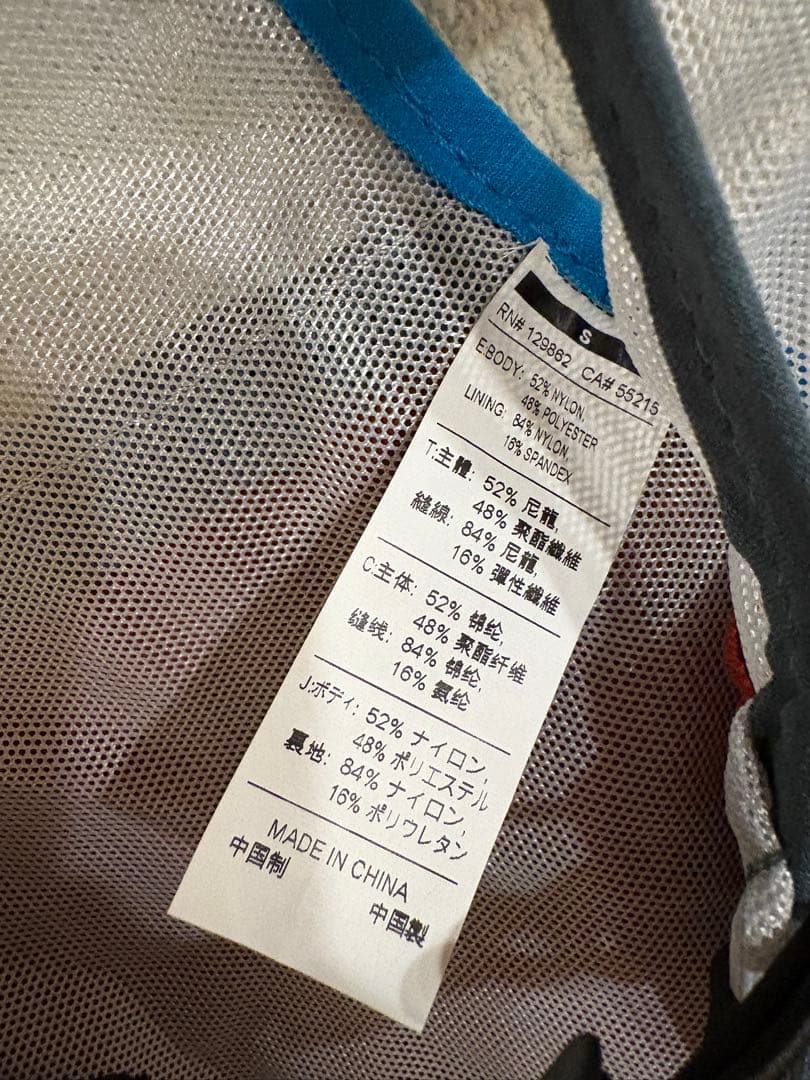 S
RN# 129862 CA# 55215
E:BODY: 52% NYLON,
48% POLYESTER
LINING: 84% NYLON,
16% SPANDEX
T:主體: 52% 尼龍,
48% 聚酯纖維
縫線: 84% 尼龍,
16% 彈性纖維
C:主体: 52% 锦纶,
48% 聚酯纤维
缝线: 84% 锦纶,
16% 氨纶
J:ボディ: 52% ナイロン,
48% ポリエステル
裏地: 84% ナイロン,
16% ポリウレタン
MADE IN CHINA
中国制
中國製